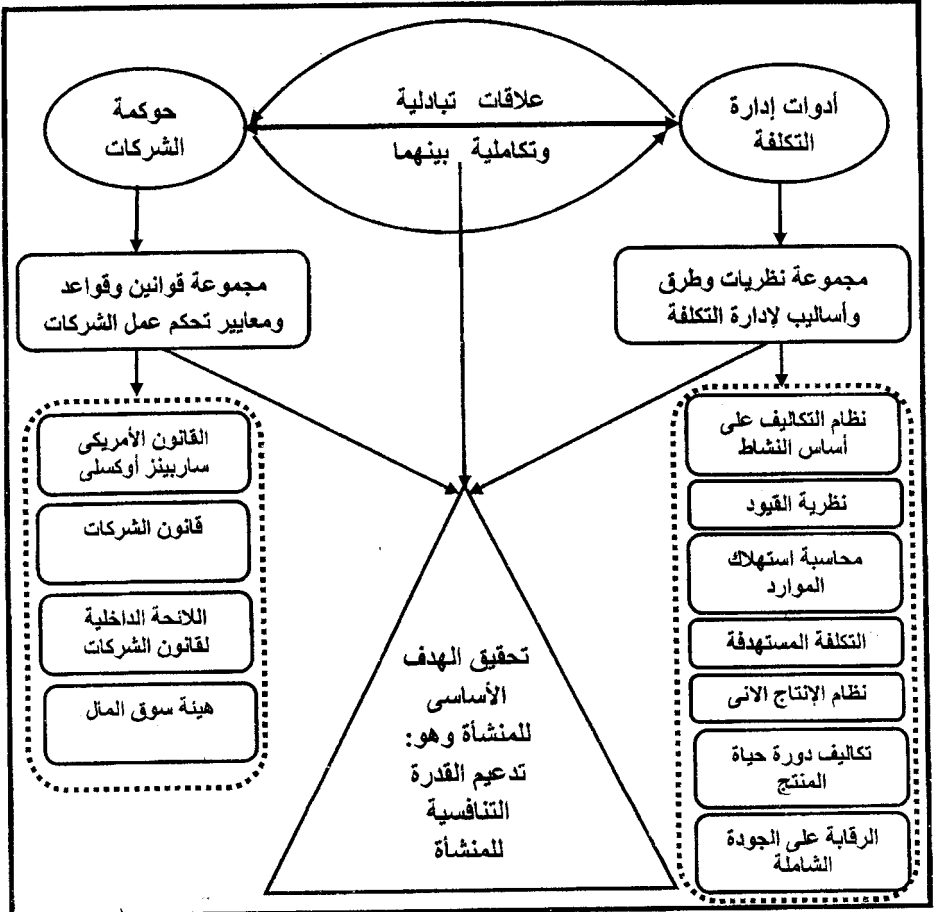 علاقات تبادلية
وتكاملية بينهما
أدوات إدارة
التكلفة
حوكمة
الشركات
مجموعة نظريات وطرق
وأساليب لإدارة التكلفة
مجموعة قوانين وقواعد
ومعايير تحكم عمل الشركات
نظام التكاليف على
أساس النشاط
نظرية القيود
محاسبة استهلاك
الموارد
التكلفة المستهدفة
نظام الإنتاج الانى
تكاليف دورة حياة
المنتج
الرقابة على الجودة
الشاملة
القانون الأمريكى
ساربينز أوكسلى
قانون الشركات
اللائحة الداخلية
لقانون الشركات
هيئة سوق المال
تحقيق الهدف
الأساسى
للمنشأة وهو:
تدعيم القدرة
التنافسية
للمنشأة